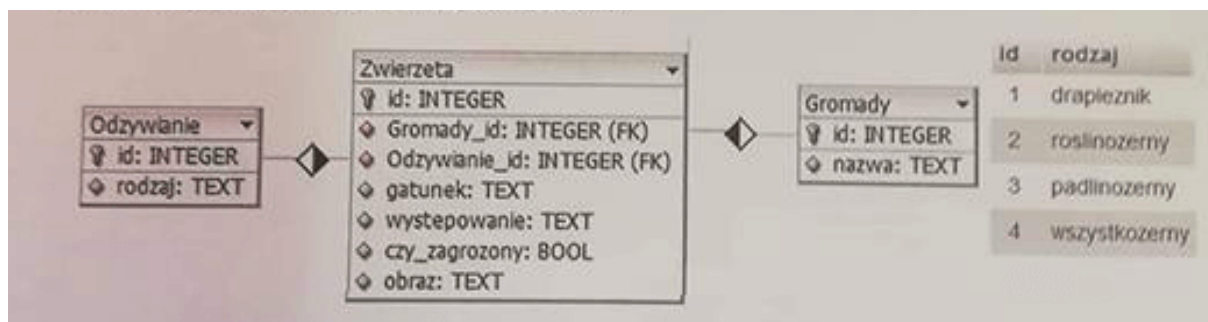 Odzywianie
id: INTEGER
rodzaj: TEXT
Zwierzeta
id: INTEGER
Gromady_id: INTEGER (FK)
Odzywianie_id: INTEGER (FK)
gatunek: TEXT
wystepowanie: TEXT
czy_zagrozony: BOOL
obraz: TEXT
Gromady
id: INTEGER
nazwa: TEXT
id rodzaj
1 drapieznik
2 roslinozerny
3 padlinozerny
4 wszystkozerny